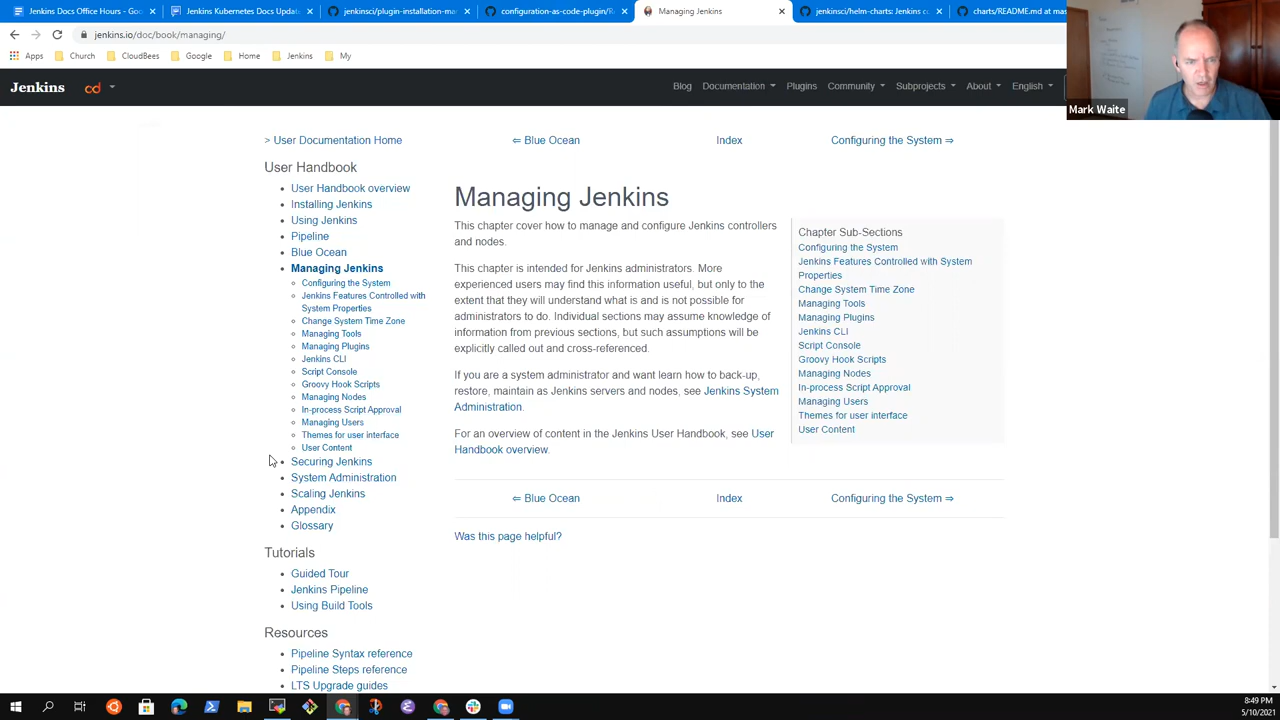 Jenkins Docs Office Hours - Goo
Jenkins Kubernetes Docs Update
jenkinsci/plugin-installation-ma
configuration-as-code-plugin/Re
Managing Jenkins
jenkinsci/helm-charts: Jenkins co
charts/README.md at mas
jenkins.io/doc/book/managing/
Apps
Church
CloudBees
Google
Home
Jenkins
My
Mark Waite
Jenkins
cd
Blog
Documentation
Plugins
Community
Subprojects
About
English
> User Documentation Home
⇐ Blue Ocean
Index
Configuring the System ⇒
User Handbook
User Handbook overview
Installing Jenkins
Using Jenkins
Pipeline
Blue Ocean
Managing Jenkins
Configuring the System
Jenkins Features Controlled with
System Properties
Change System Time Zone
Managing Tools
Managing Plugins
Jenkins CLI
Script Console
Groovy Hook Scripts
Managing Nodes
In-process Script Approval
Managing Users
Themes for user interface
User Content
Securing Jenkins
System Administration
Scaling Jenkins
Appendix
Glossary
Tutorials
Guided Tour
Jenkins Pipeline
Using Build Tools
Resources
Pipeline Syntax reference
Pipeline Steps reference
LTS Upgrade guides
Managing Jenkins
This chapter cover how to manage and configure Jenkins controllers
and nodes.
This chapter is intended for Jenkins administrators. More
experienced users may find this information useful, but only to the
extent that they will understand what is and is not possible for
administrators to do. Individual sections may assume knowledge of
information from previous sections, but such assumptions will be
explicitly called out and cross-referenced.
If you are a system administrator and want learn how to back-up,
restore, maintain as Jenkins servers and nodes, see Jenkins System
Administration.
For an overview of content in the Jenkins User Handbook, see User
Handbook overview.
Chapter Sub-Sections
Configuring the System
Jenkins Features Controlled with System
Properties
Change System Time Zone
Managing Tools
Managing Plugins
Jenkins CLI
Script Console
Groovy Hook Scripts
Managing Nodes
In-process Script Approval
Managing Users
Themes for user interface
User Content
⇐ Blue Ocean
Index
Configuring the System ⇒
Was this page helpful?
8:49 PM
5/10/2021